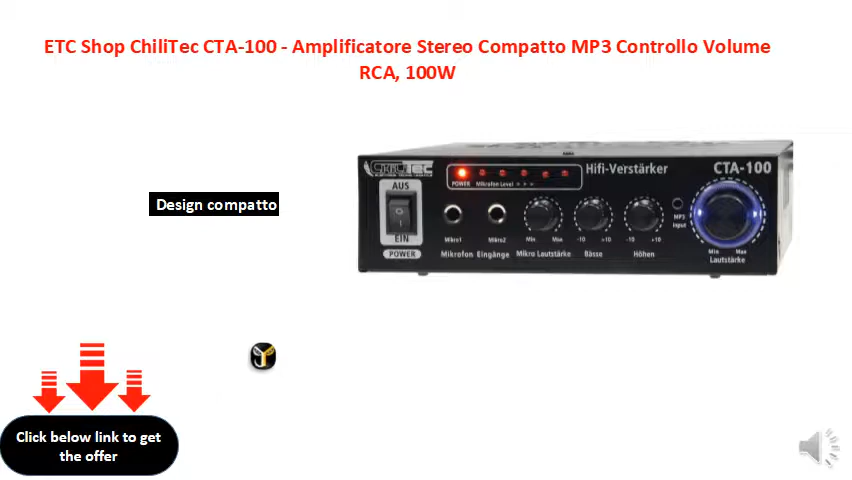 ETC Shop ChiliTec CTA-100 - Amplificatore Stereo Compatto MP3 Controllo Volume
RCA, 100W
CHILITEC
Hifi-Verstärker
CTA-100
POWER Mikrofon Level < > >
AUS
EIN
POWER
MP3
Input
Mikro1 Mikro2 Min Max -10 +10 -10 +10
Min Max
Mikrofon Eingänge Mikro Lautstärke Bässe Höhen
Lautstärke
Design compatto
Click below link to get
the offer